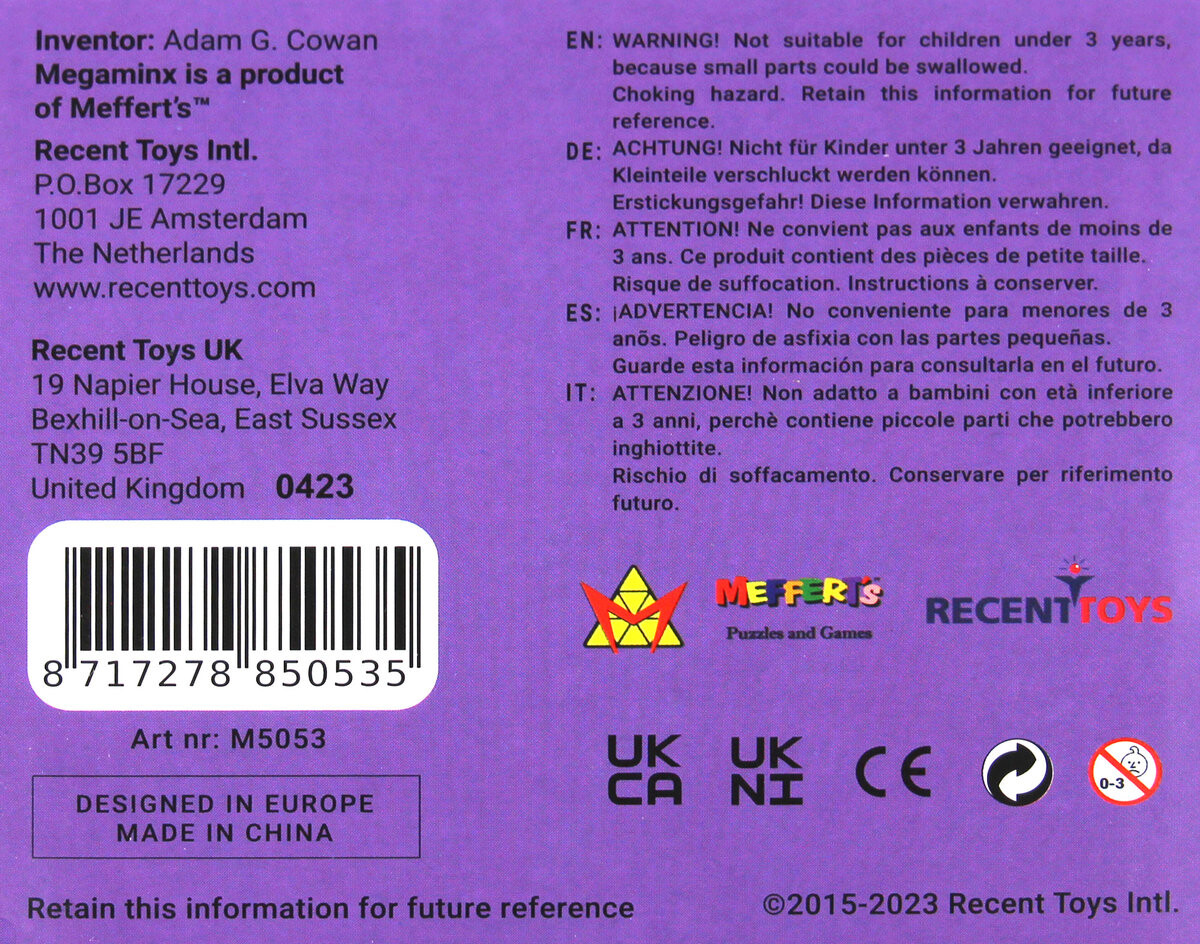 Inventor: Adam G. Cowan
Megaminx is a product
of Meffert's™
Recent Toys Intl.
P.O.Box 17229
1001 JE Amsterdam
The Netherlands
www.recenttoys.com
Recent Toys UK
19 Napier House, Elva Way
Bexhill-on-Sea, East Sussex
TN39 5BF
United Kingdom 0423
8 717278 850535
Art nr: M5053
DESIGNED IN EUROPE
MADE IN CHINA
EN: WARNING! Not suitable for children under 3 years,
because small parts could be swallowed.
Choking hazard. Retain this information for future
reference.
DE: ACHTUNG! Nicht für Kinder unter 3 Jahren geeignet, da
Kleinteile verschluckt werden können.
Erstickungsgefahr! Diese Information verwahren.
FR: ATTENTION! Ne convient pas aux enfants de moins de
3 ans. Ce produit contient des pièces de petite taille.
Risque de suffocation. Instructions à conserver.
ES: ¡ADVERTENCIA! No conveniente para menores de 3
anõs. Peligro de asfixia con las partes pequeñas.
Guarde esta información para consultarla en el futuro.
IT: ATTENZIONE! Non adatto a bambini con età inferiore
a 3 anni, perchè contiene piccole parti che potrebbero
inghiottite.
Rischio di soffacamento. Conservare per riferimento
futuro.
M
MEFFERT'S™
Puzzles and Games
RECENTTOYS
UK
CA
UK
NI
CE
0-3
Retain this information for future reference
©2015-2023 Recent Toys Intl.